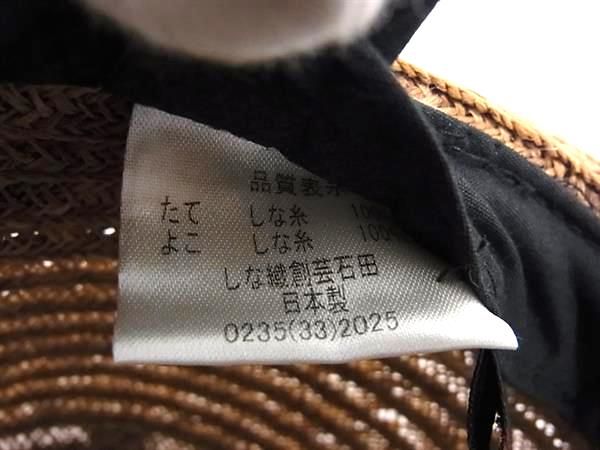 品質表示
たて しな糸 100%
よこ しな糸 100%
しな織創芸石田
日本製
0235(33)2025